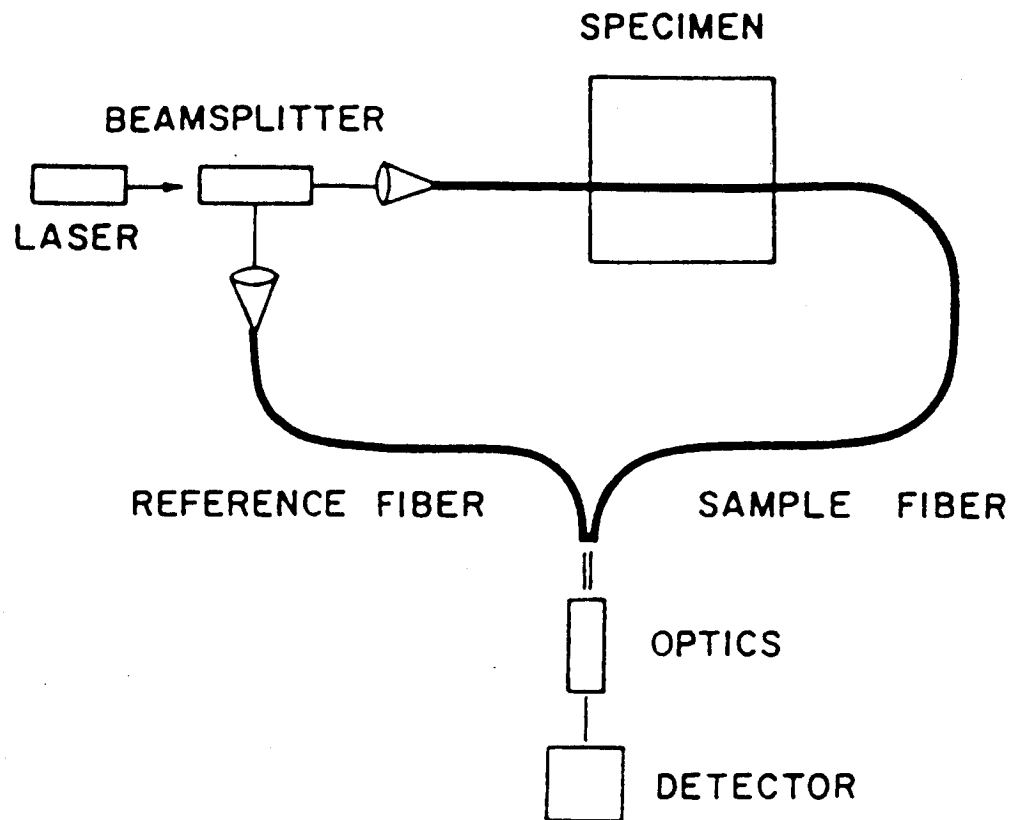 SPECIMEN
BEAMSPLITTER
LASER
REFERENCE FIBER
SAMPLE FIBER
OPTICS
DETECTOR